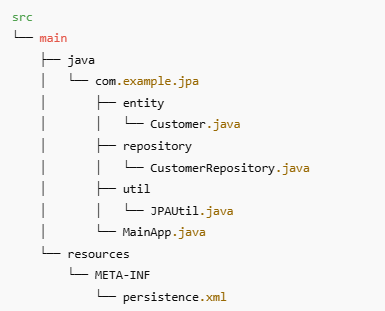 src
└── main
    ├── java
    │   └── com.example.jpa
    │       ├── entity
    │       │   └── Customer.java
    │       ├── repository
    │       │   └── CustomerRepository.java
    │       ├── util
    │       │   └── JPAUtil.java
    │       └── MainApp.java
    └── resources
        └── META-INF
            └── persistence.xml